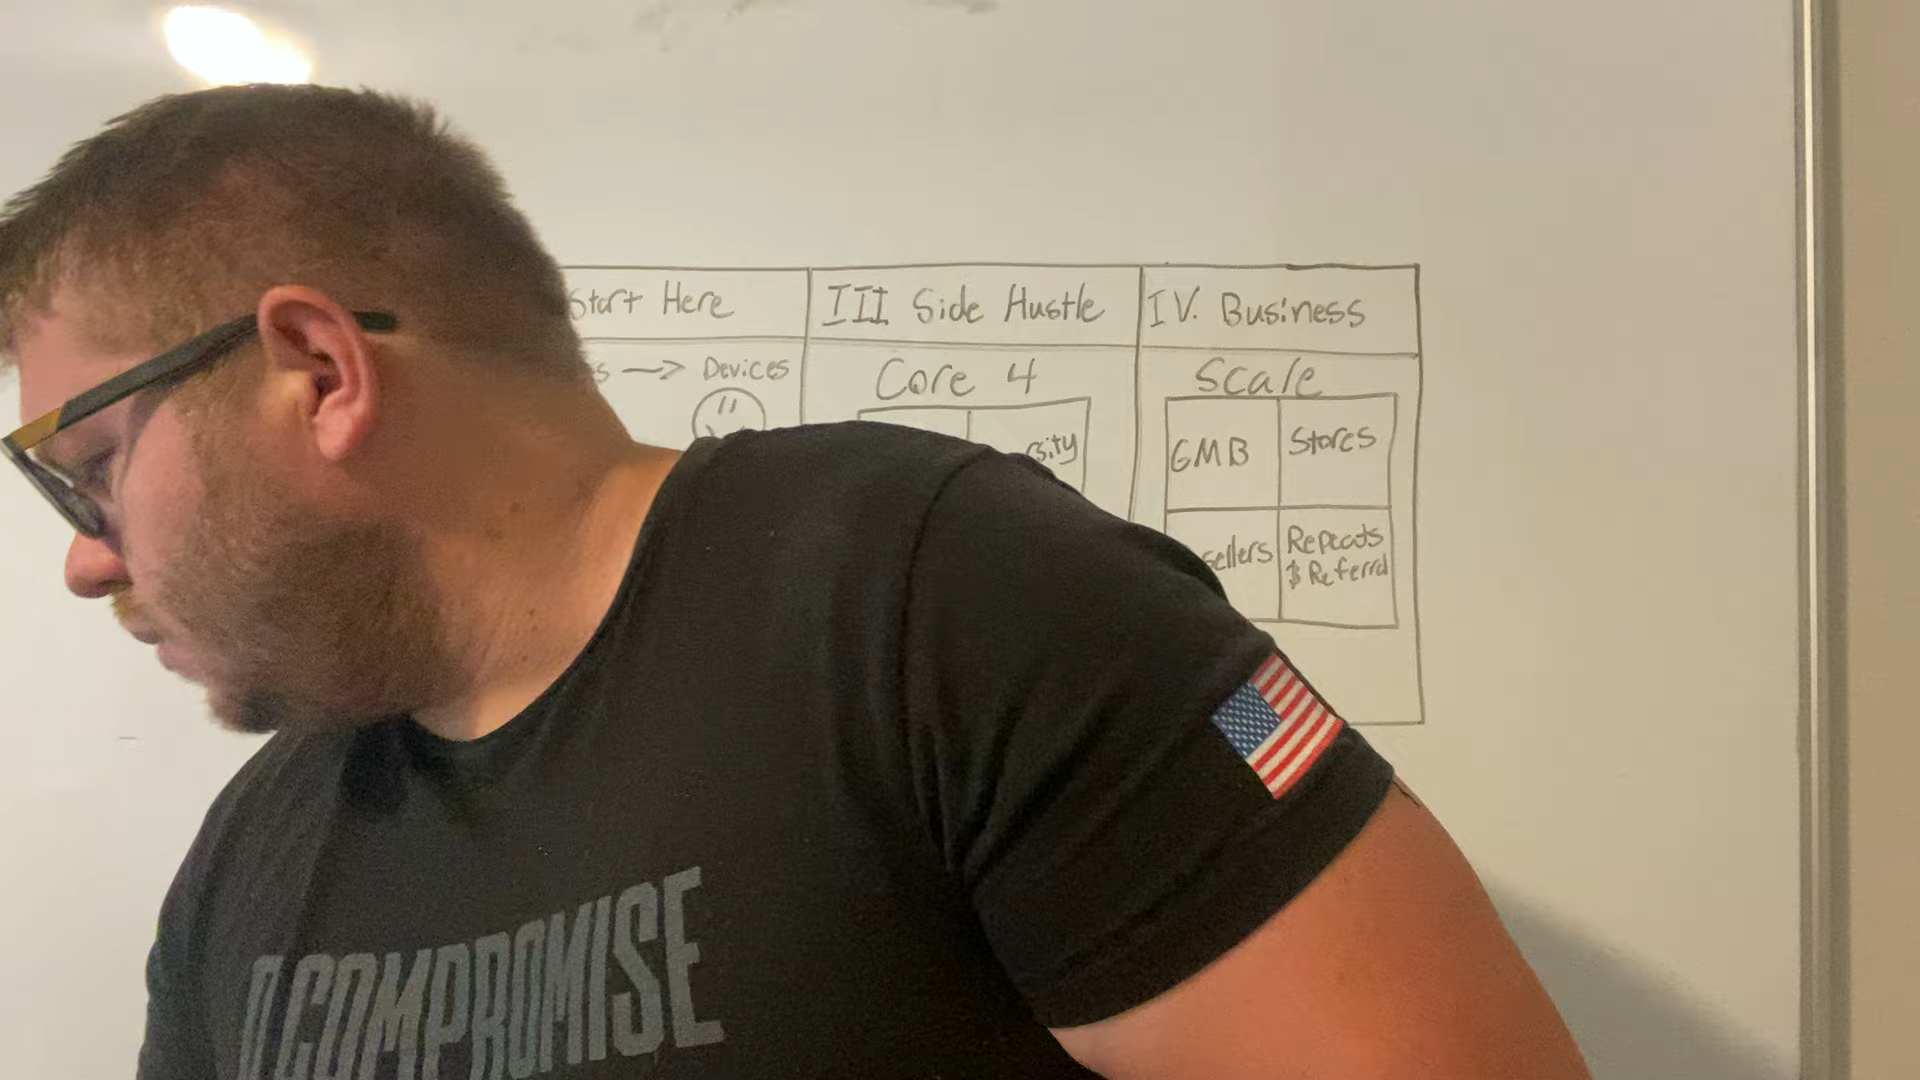 Start Here
III Side Hustle
IV. Business
Devices
Core 4
Scale
GMB
Stores
Repeats
$ Referral
COMPROMISE